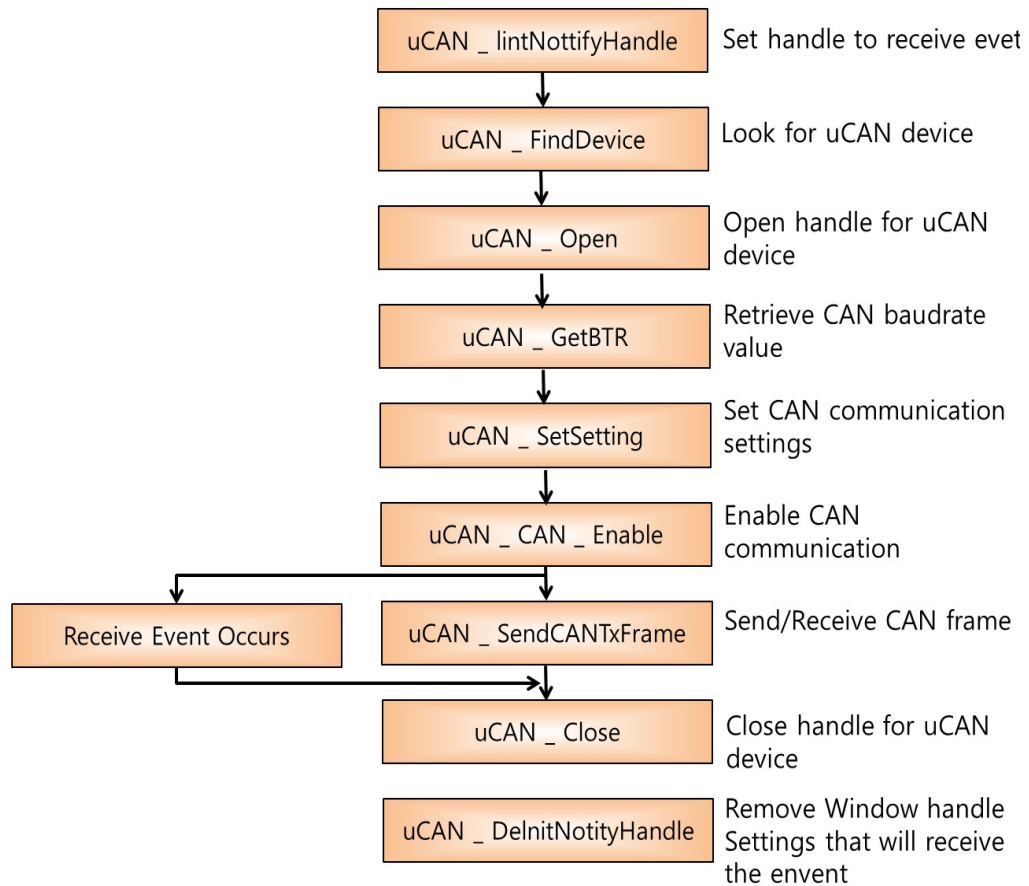 uCAN _ lintNottifyHandle
Set handle to receive evet
uCAN _ FindDevice
Look for uCAN device
uCAN _ Open
Open handle for uCAN
device
uCAN _ GetBTR
Retrieve CAN baudrate
value
uCAN _ SetSetting
Set CAN communication
settings
uCAN _ CAN _ Enable
Enable CAN
communication
Receive Event Occurs
uCAN _ SendCANTxFrame
Send/Receive CAN frame
uCAN _ Close
Close handle for uCAN
device
uCAN _ DelnitNotityHandle
Remove Window handle
Settings that will receive
the envent